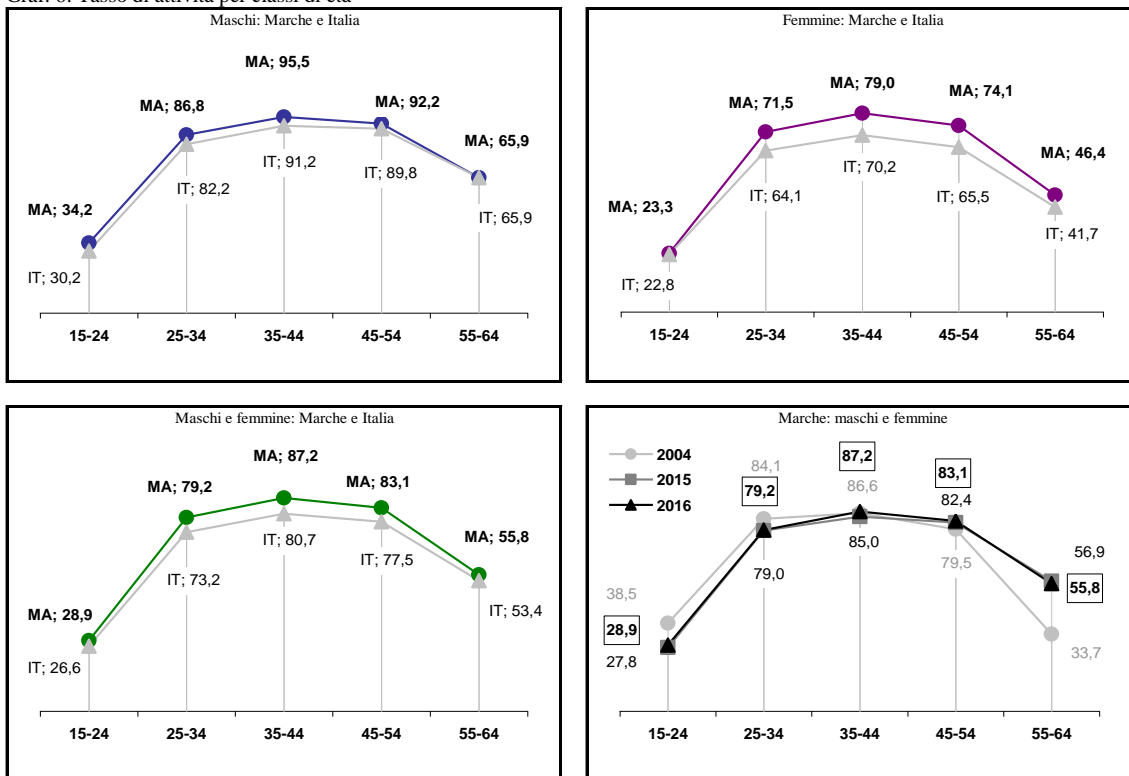 Maschi: Marche e Italia
MA; 95,5
MA; 86,8
MA; 92,2
MA; 65,9
IT; 91,2
IT; 89,8
IT; 82,2
IT; 65,9
MA; 34,2
IT; 30,2
15-24 25-34 35-44 45-54 55-64
Femmine: Marche e Italia
MA; 79,0
MA; 71,5
MA; 74,1
MA; 46,4
IT; 70,2
IT; 64,1
IT; 65,5
MA; 23,3
IT; 41,7
IT; 22,8
15-24 25-34 35-44 45-54 55-64
Maschi e femmine: Marche e Italia
MA; 87,2
MA; 79,2
MA; 83,1
MA; 55,8
IT; 80,7
IT; 77,5
IT; 73,2
IT; 53,4
MA; 28,9
IT; 26,6
15-24 25-34 35-44 45-54 55-64
Marche: maschi e femmine
2004
2015
2016
84,1
87,2
83,1
79,2
86,6
82,4
85,0
79,0
79,5
56,9
55,8
38,5
28,9
27,8
33,7
15-24 25-34 35-44 45-54 55-64